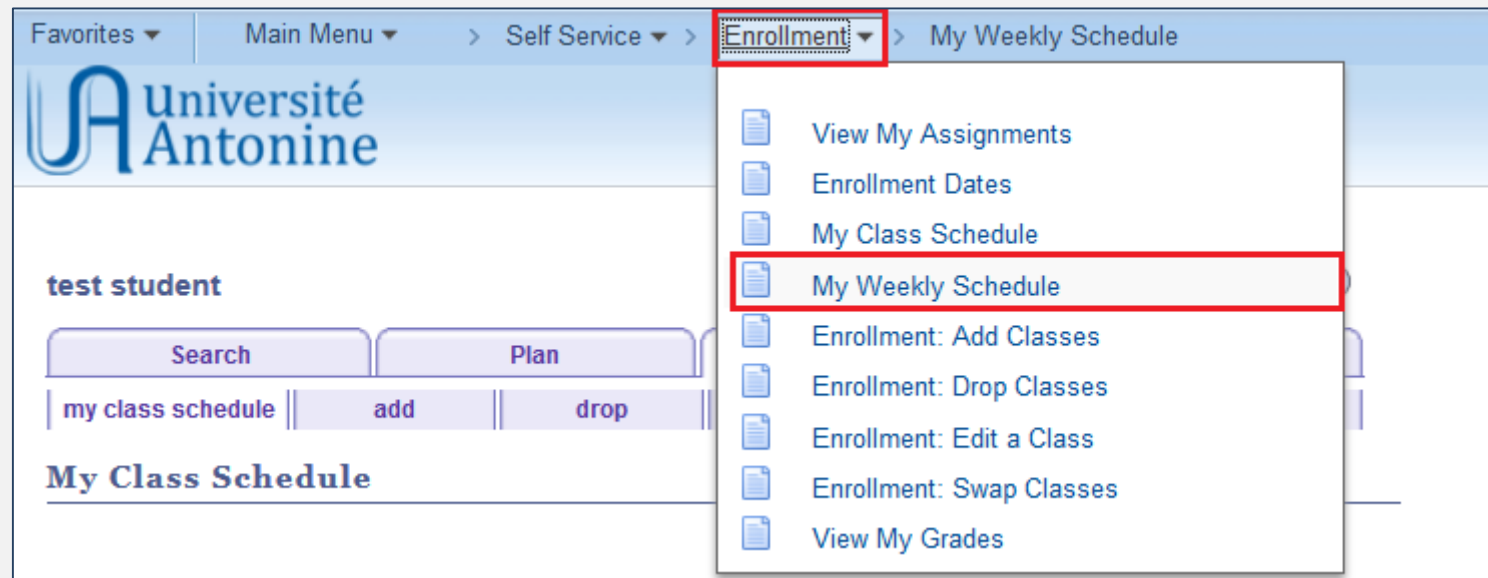 Favorites Main Menu > Self Service > Enrollment > My Weekly Schedule
Université
Antonine
View My Assignments
Enrollment Dates
My Class Schedule
My Weekly Schedule
Enrollment: Add Classes
Enrollment: Drop Classes
Enrollment: Edit a Class
Enrollment: Swap Classes
View My Grades
test student
Search Plan
my class schedule add drop
My Class Schedule